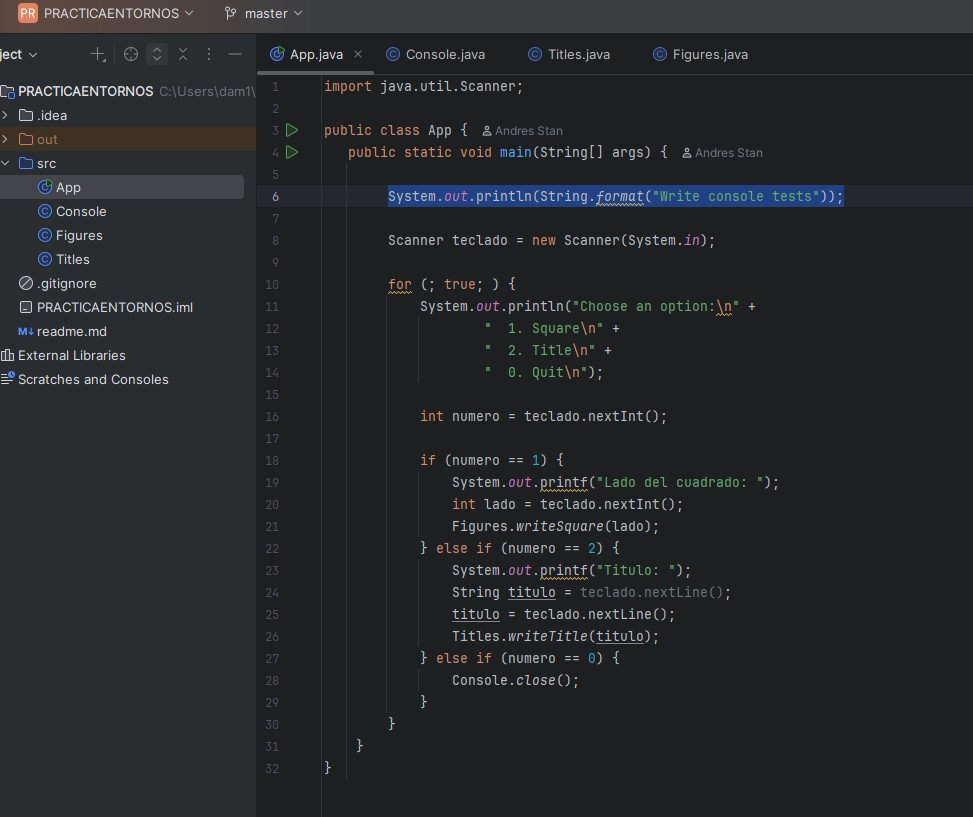 PR PRACTICAENTORNOS master
ject
App.java Console.java Titles.java Figures.java
PRACTICAENTORNOS C:\Users\dam1\
.idea
out
src
App
Console
Figures
Titles
.gitignore
PRACTICAENTORNOS.iml
M↓ readme.md
External Libraries
Scratches and Consoles
1 import java.util.Scanner;
2
3 public class App { Andres Stan
4 public static void main(String[] args) { Andres Stan
5
6 System.out.println(String.format("Write console tests"));
7
8 Scanner teclado = new Scanner(System.in);
9
10 for (; true; ) {
11 System.out.println("Choose an option:\n" +
12 "  1. Square\n" +
13 "  2. Title\n" +
14 "  0. Quit\n");
15
16 int numero = teclado.nextInt();
17
18 if (numero == 1) {
19 System.out.printf("Lado del cuadrado: ");
20 int lado = teclado.nextInt();
21 Figures.writeSquare(lado);
22 } else if (numero == 2) {
23 System.out.printf("Titulo: ");
24 String titulo = teclado.nextLine();
25 titulo = teclado.nextLine();
26 Titles.writeTitle(titulo);
27 } else if (numero == 0) {
28 Console.close();
29 }
30 }
31 }
32 }